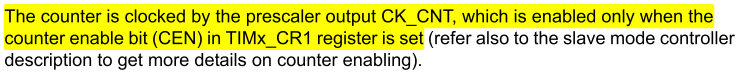 The counter is clocked by the prescaler output CK_CNT, which is enabled only when the
counter enable bit (CEN) in TIMx_CR1 register is set (refer also to the slave mode controller
description to get more details on counter enabling).